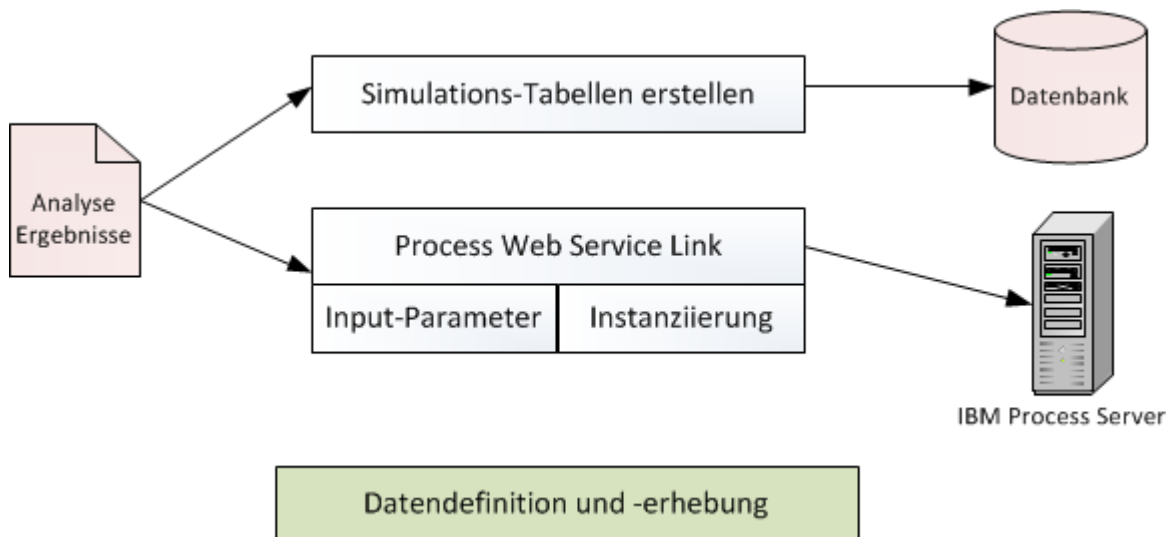 Simulations-Tabellen erstellen
Datenbank
Analyse
Ergebnisse
Process Web Service Link
Input-Parameter
Instanziierung
IBM Process Server
Datendefinition und -erhebung